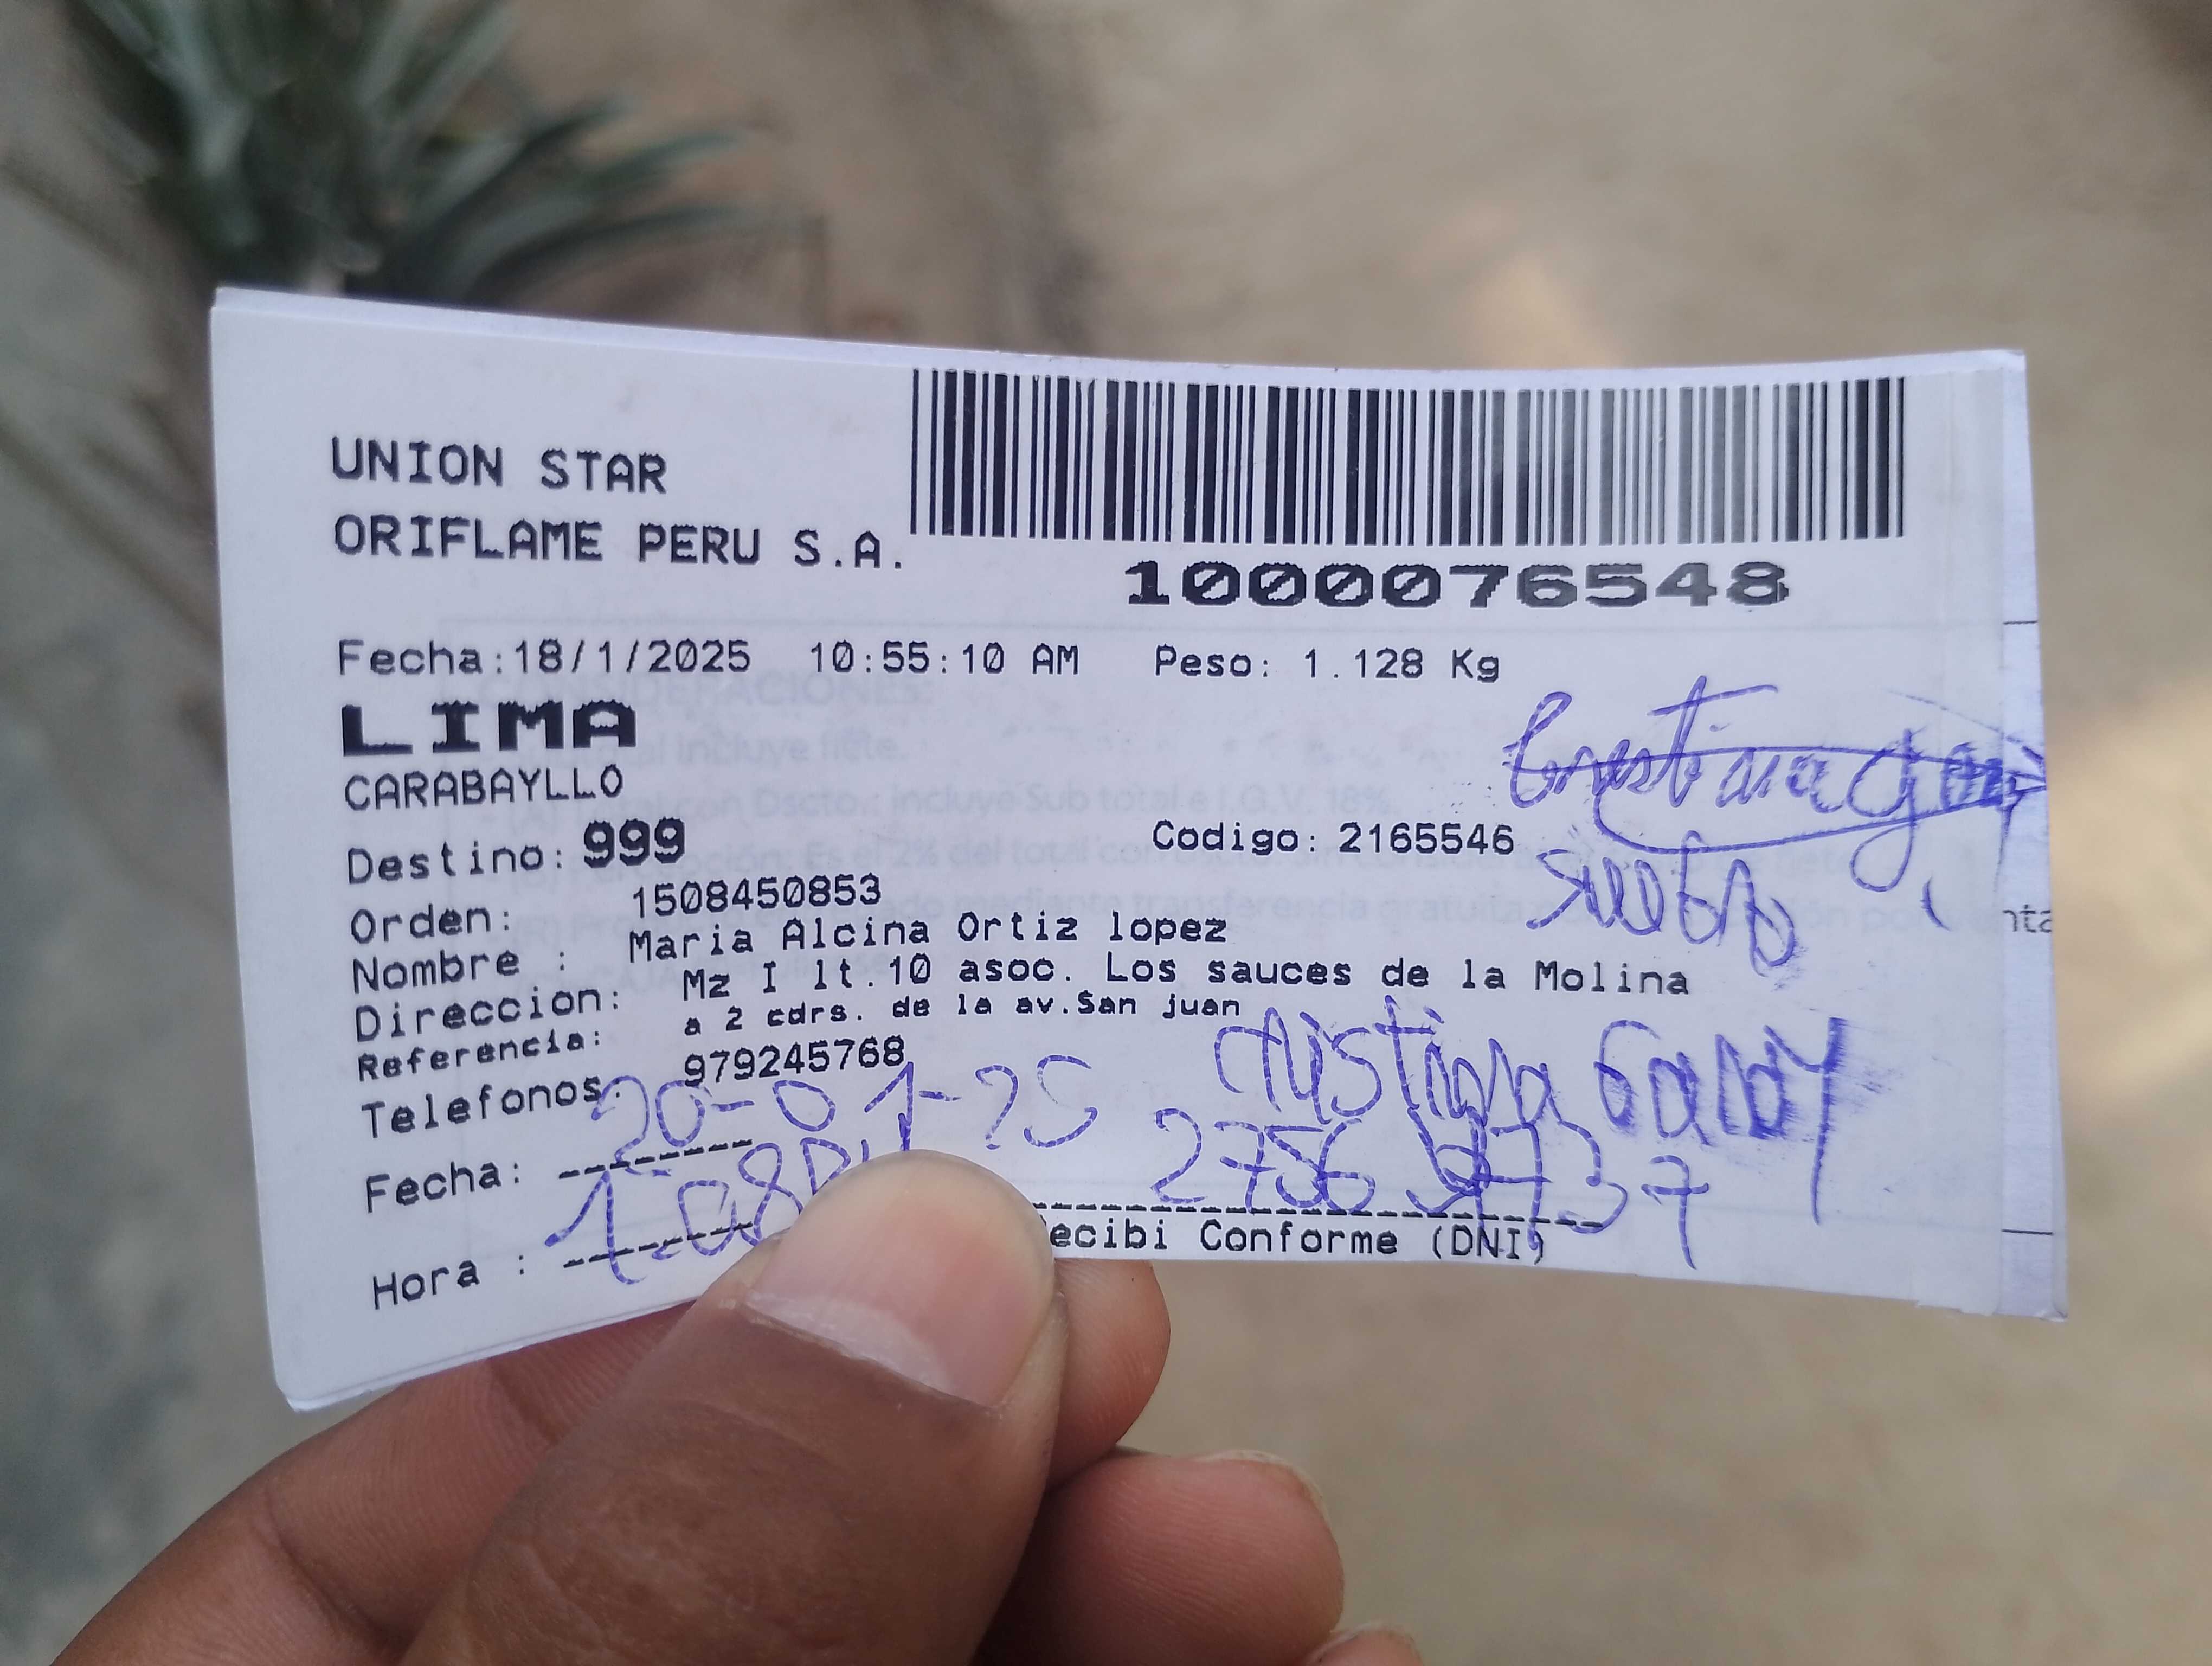 UNION STAR
ORIFLAME PERU S.A.
1000076548
Fecha:18/1/2025 10:55:10 AM Peso: 1.128 Kg
LIMA
CARABAYLLO
Destino: 999 Codigo: 2165546
Orden: 1508450853
Nombre : Maria Alcina Ortiz lopez
Direccion: Mz I lt.10 asoc. Los sauces de la Molina
Referencia: a 2 cdrs. de la av.San juan
Telefonos: 979245768
suegra
Fecha: 20-01-25
Hora :
ecibi Conforme (DNI)